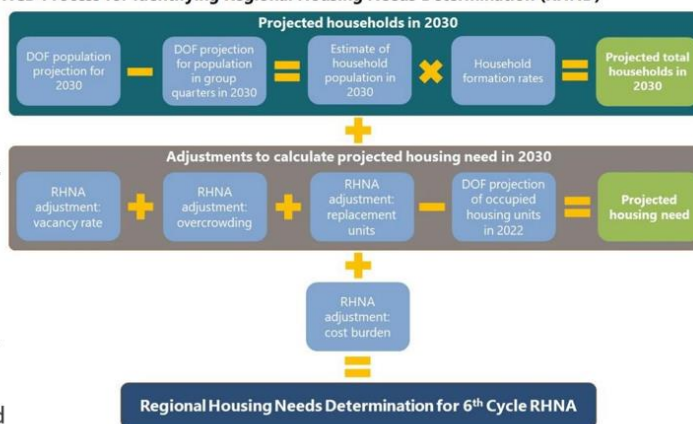 Projected households in 2030
DOF population
projection for
2030
DOF projection
for population
in group
quarters in 2030
Estimate of
household
population in
2030
Household
formation rates
Projected total
households in
2030
Adjustments to calculate projected housing need in 2030
RHNA
adjustment:
vacancy rate
RHNA
adjustment:
overcrowding
RHNA
adjustment:
replacement
units
DOF projection
of occupied
housing units
in 2022
Projected
housing need
RHNA
adjustment:
cost burden
Regional Housing Needs Determination for 6th Cycle RHNA